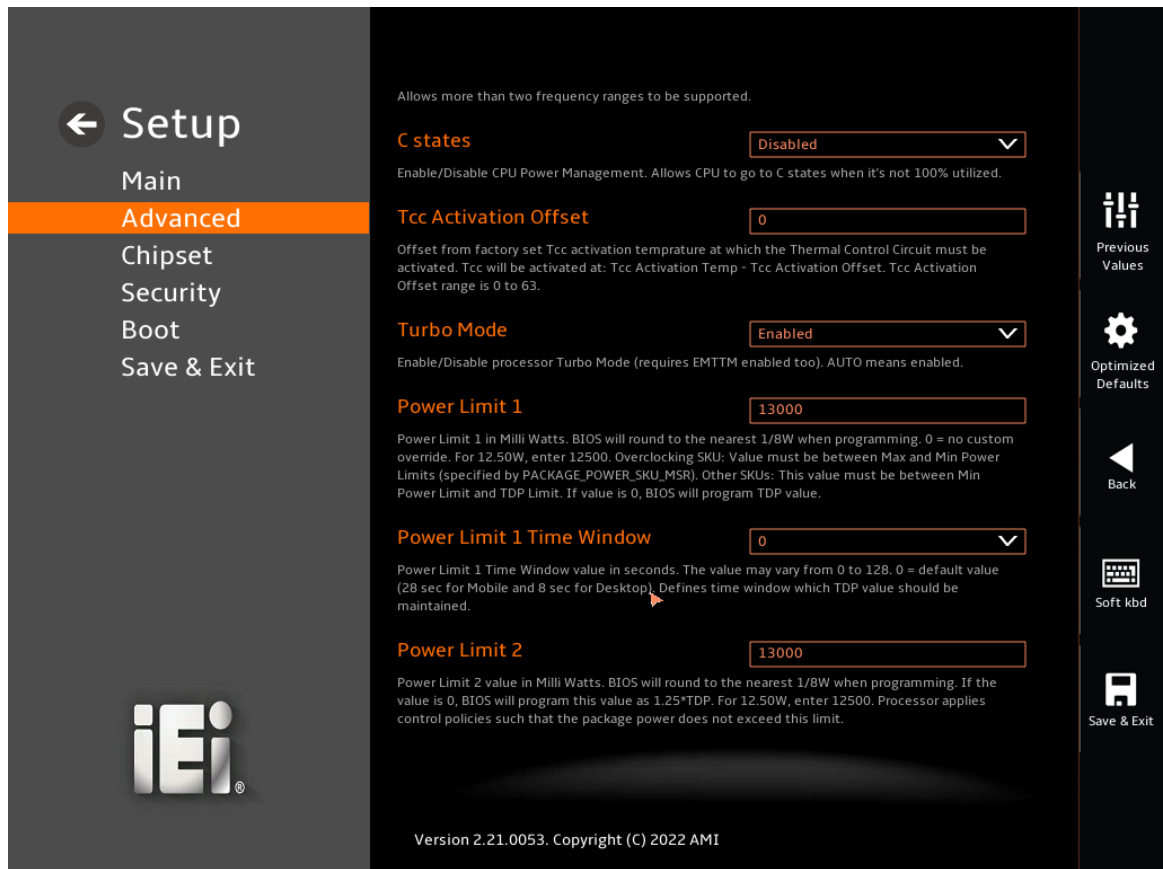 Setup
Main
Advanced
Chipset
Security
Boot
Save & Exit
Allows more than two frequency ranges to be supported.
C states
Disabled
Enable/Disable CPU Power Management. Allows CPU to go to C states when it's not 100% utilized.
Tcc Activation Offset
0
Offset from factory set Tcc activation temprature at which the Thermal Control Circuit must be
activated. Tcc will be activated at: Tcc Activation Temp - Tcc Activation Offset. Tcc Activation
Offset range is 0 to 63.
Turbo Mode
Enabled
Enable/Disable processor Turbo Mode (requires EMTTM enabled too). AUTO means enabled.
Power Limit 1
13000
Power Limit 1 in Milli Watts. BIOS will round to the nearest 1/8W when programming. 0 = no custom
override. For 12.50W, enter 12500. Overclocking SKU: Value must be between Max and Min Power
Limits (specified by PACKAGE_POWER_SKU_MSR). Other SKUs: This value must be between Min
Power Limit and TDP Limit. If value is 0, BIOS will program TDP value.
Power Limit 1 Time Window
0
Power Limit 1 Time Window value in seconds. The value may vary from 0 to 128. 0 = default value
(28 sec for Mobile and 8 sec for Desktop). Defines time window which TDP value should be
maintained.
Power Limit 2
13000
Power Limit 2 value in Milli Watts. BIOS will round to the nearest 1/8W when programming. If the
value is 0, BIOS will program this value as 1.25*TDP. For 12.50W, enter 12500. Processor applies
control policies such that the package power does not exceed this limit.
Version 2.21.0053. Copyright (C) 2022 AMI
Previous
Values
Optimized
Defaults
Back
Soft kbd
Save & Exit
iEi®